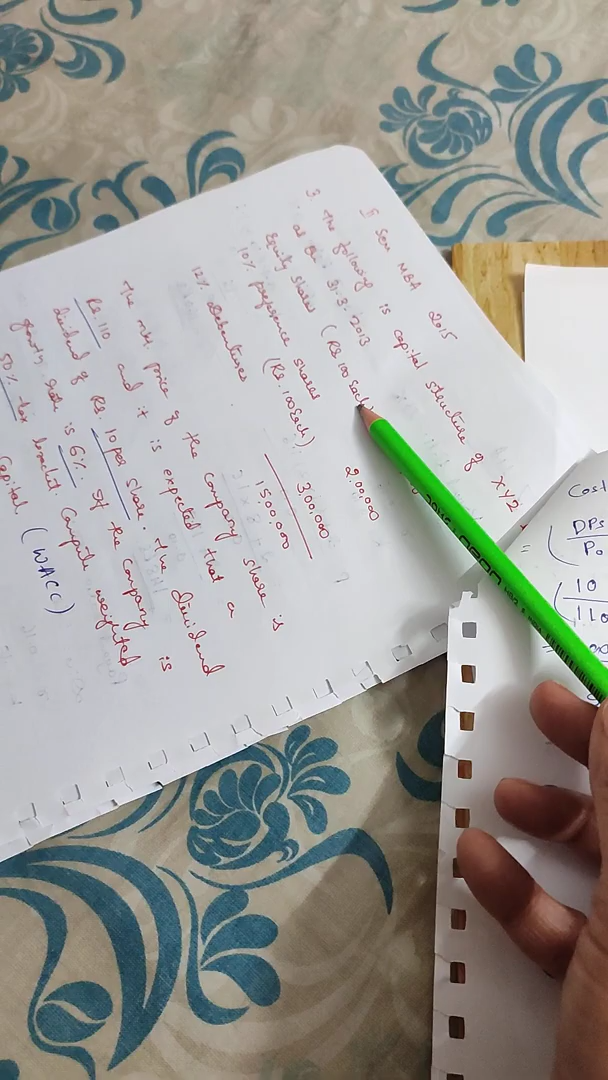 II Sem MBA 2015
3. The following is capital structure of XYZ
as on 31.3.2013
Equity shares (Rs. 100 each) 2,00,000
10% preference shares
(Rs. 100 each) 3,00,000
12% Debentures 1500,000
The mkt price of the Company share is
Rs. 110 and it is expected that a
dividend of Rs. 10 per share. The dividend
growth rate is 6% If the Company is
50% tax bracket. Compute weighted
Capital (WACC)
Cost
= ( DPS
P0
( 10
110